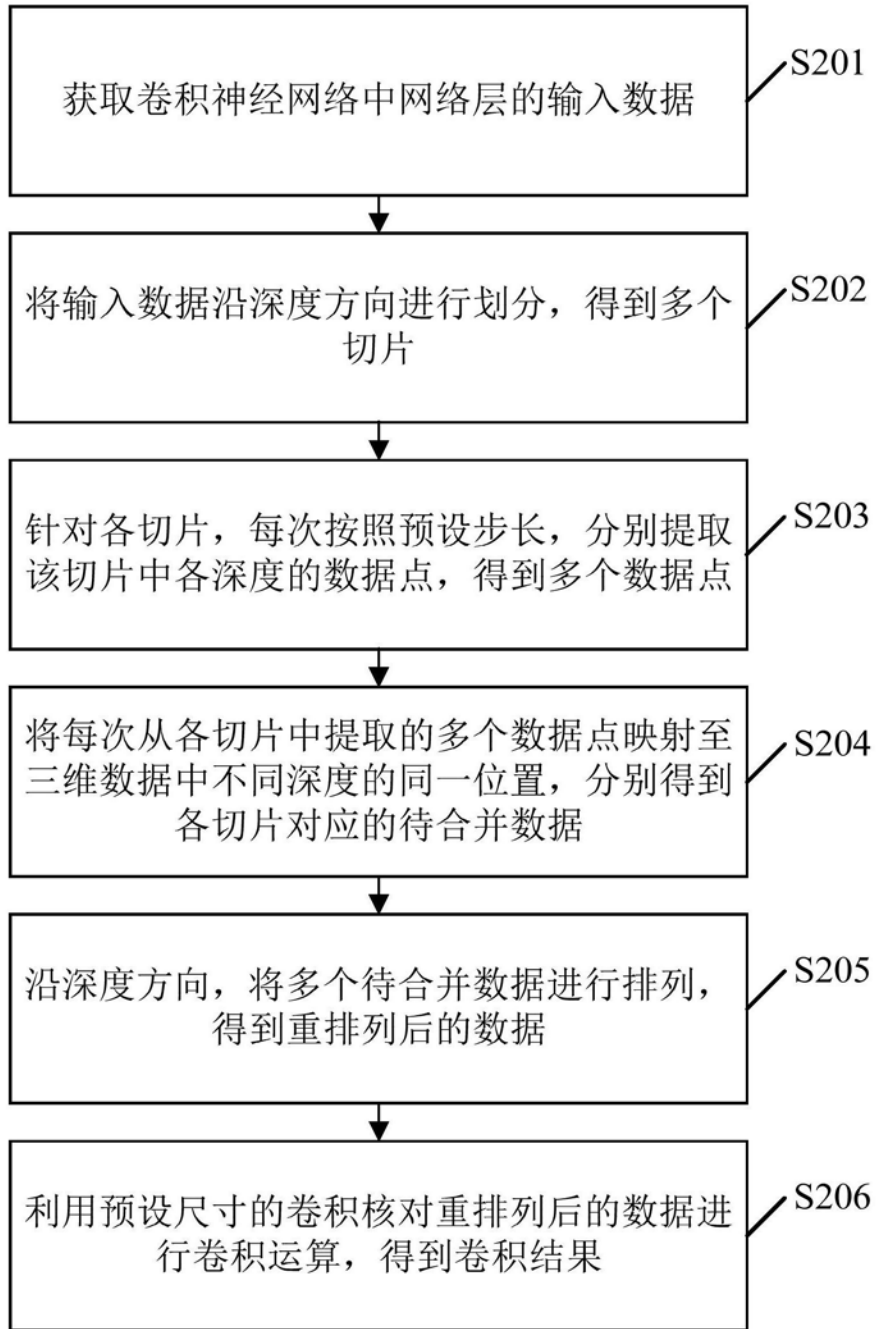 获取卷积神经网络中网络层的输入数据
S201
将输入数据沿深度方向进行划分，得到多个
切片
S202
针对各切片，每次按照预设步长，分别提取
该切片中各深度的数据点，得到多个数据点
S203
将每次从各切片中提取的多个数据点映射至
三维数据中不同深度的同一位置，分别得到
各切片对应的待合并数据
S204
沿深度方向，将多个待合并数据进行排列，
得到重排列后的数据
S205
利用预设尺寸的卷积核对重排列后的数据进
行卷积运算，得到卷积结果
S206